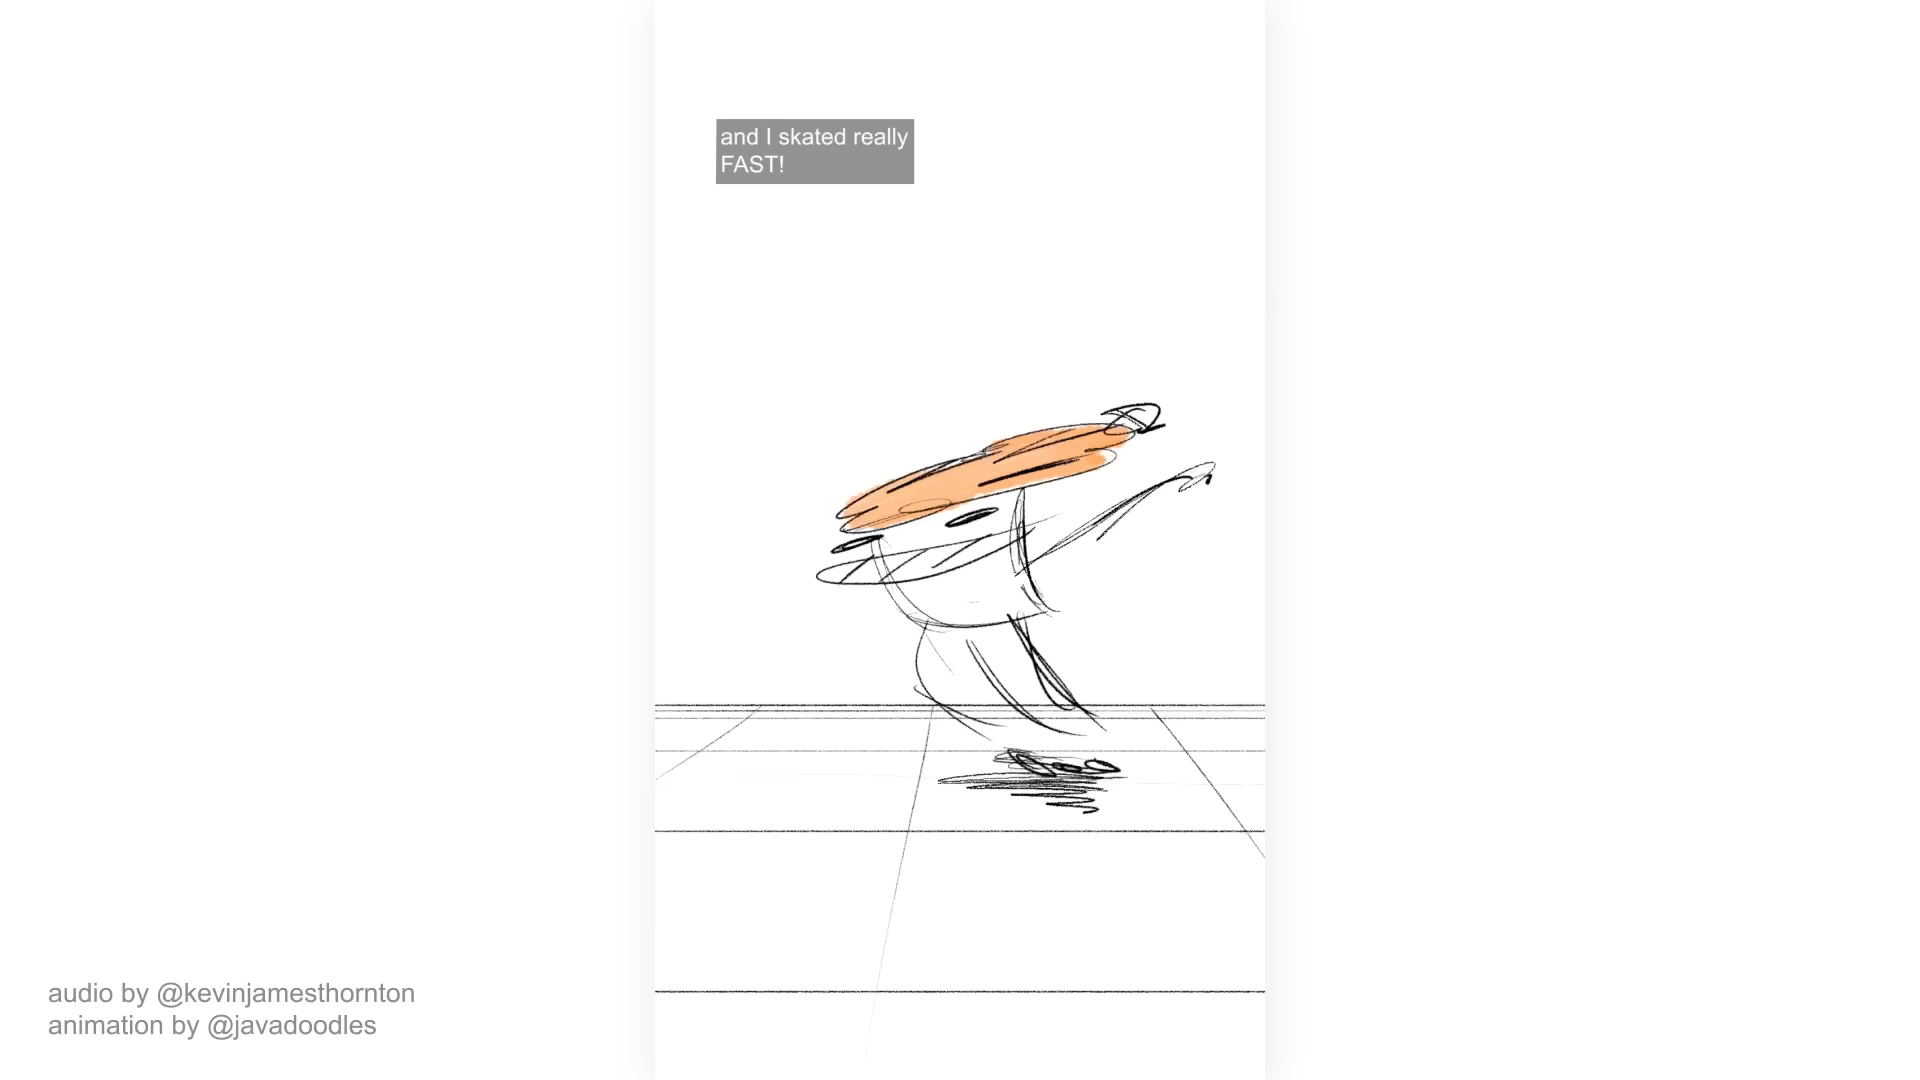 and I skated really
FAST!
audio by @kevinjamesthornton
animation by @javadoodles